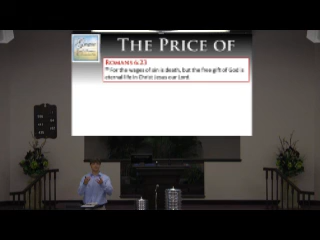 THE PRICE OF
ROMANS 6:23
23 For the wages of sin is death, but the free gift of God is
eternal life in Christ Jesus our Lord.